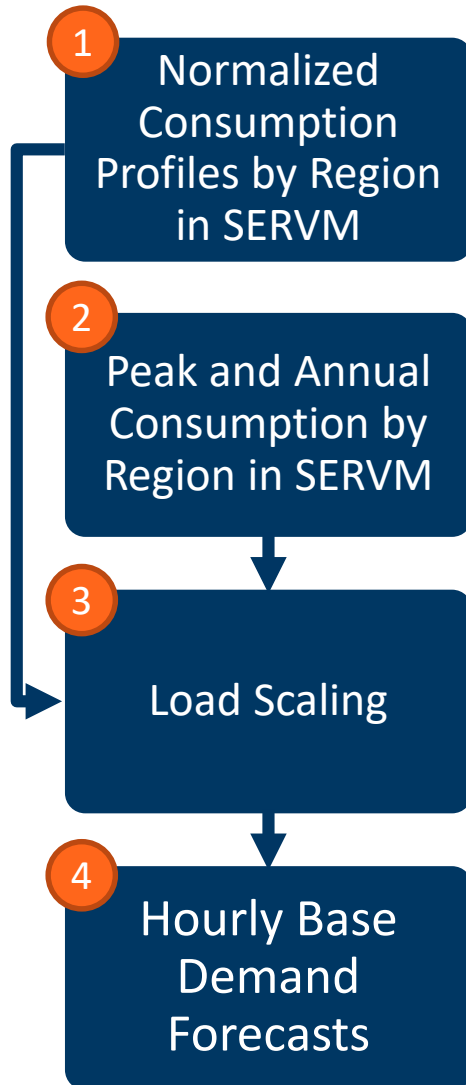 1
Normalized
Consumption
Profiles by Region
in SERVM
2
Peak and Annual
Consumption by
Region in SERVM
3
Load Scaling
4
Hourly Base
Demand
Forecasts